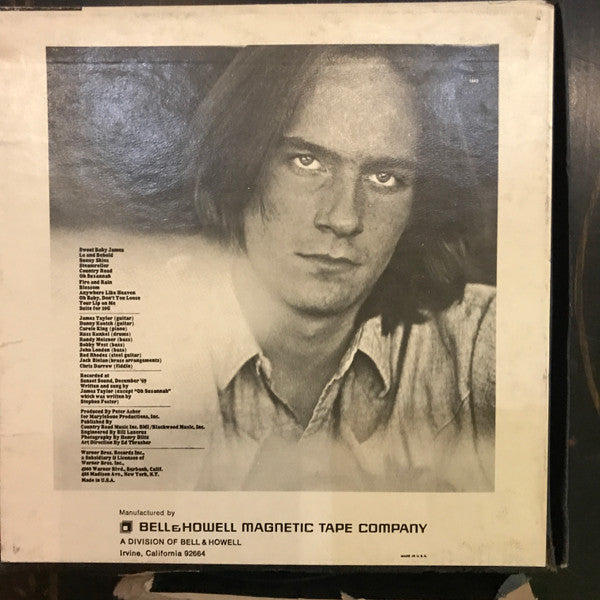 Sweet Baby James
Lo and Behold
Sunny Skies
Steamroller
Country Road
Oh Susannah
Fire and Rain
Blossom
Anywhere Like Heaven
Oh Baby, Don't You Loose
Your Lip on Me
Suite for 20G
James Taylor (guitar)
Danny Kootch (guitar)
Carole King (piano)
Russ Kunkel (drums)
Randy Meizner (bass)
Bobby West (bass)
John London (bass)
Red Rhodes (steel guitar)
Jack Bielan (brass arrangements)
Chris Darrow (fiddle)
Recorded at
Sunset Sound, December '69
Written and sung by
James Taylor (except "Oh Susannah"
which was written by
Stephen Foster)
Produced By Peter Asher
for Marylebone Productions, Inc.
Published By
Country Road Music Inc. BMI/Blackwood Music, Inc.
Engineered By Bill Lazerus
Photography By Henry Diltz
Art Direction By Ed Thrasher
Warner Bros. Records Inc.,
a Subsidiary & Licensee of
Warner Bros. Inc.,
4000 Warner Blvd., Burbank, Calif.
488 Madison Ave., New York, N.Y.
Made in U.S.A.
Manufactured by
BELL & HOWELL MAGNETIC TAPE COMPANY
A DIVISION OF BELL & HOWELL
Irvine, California 92664
MADE IN U.S.A.